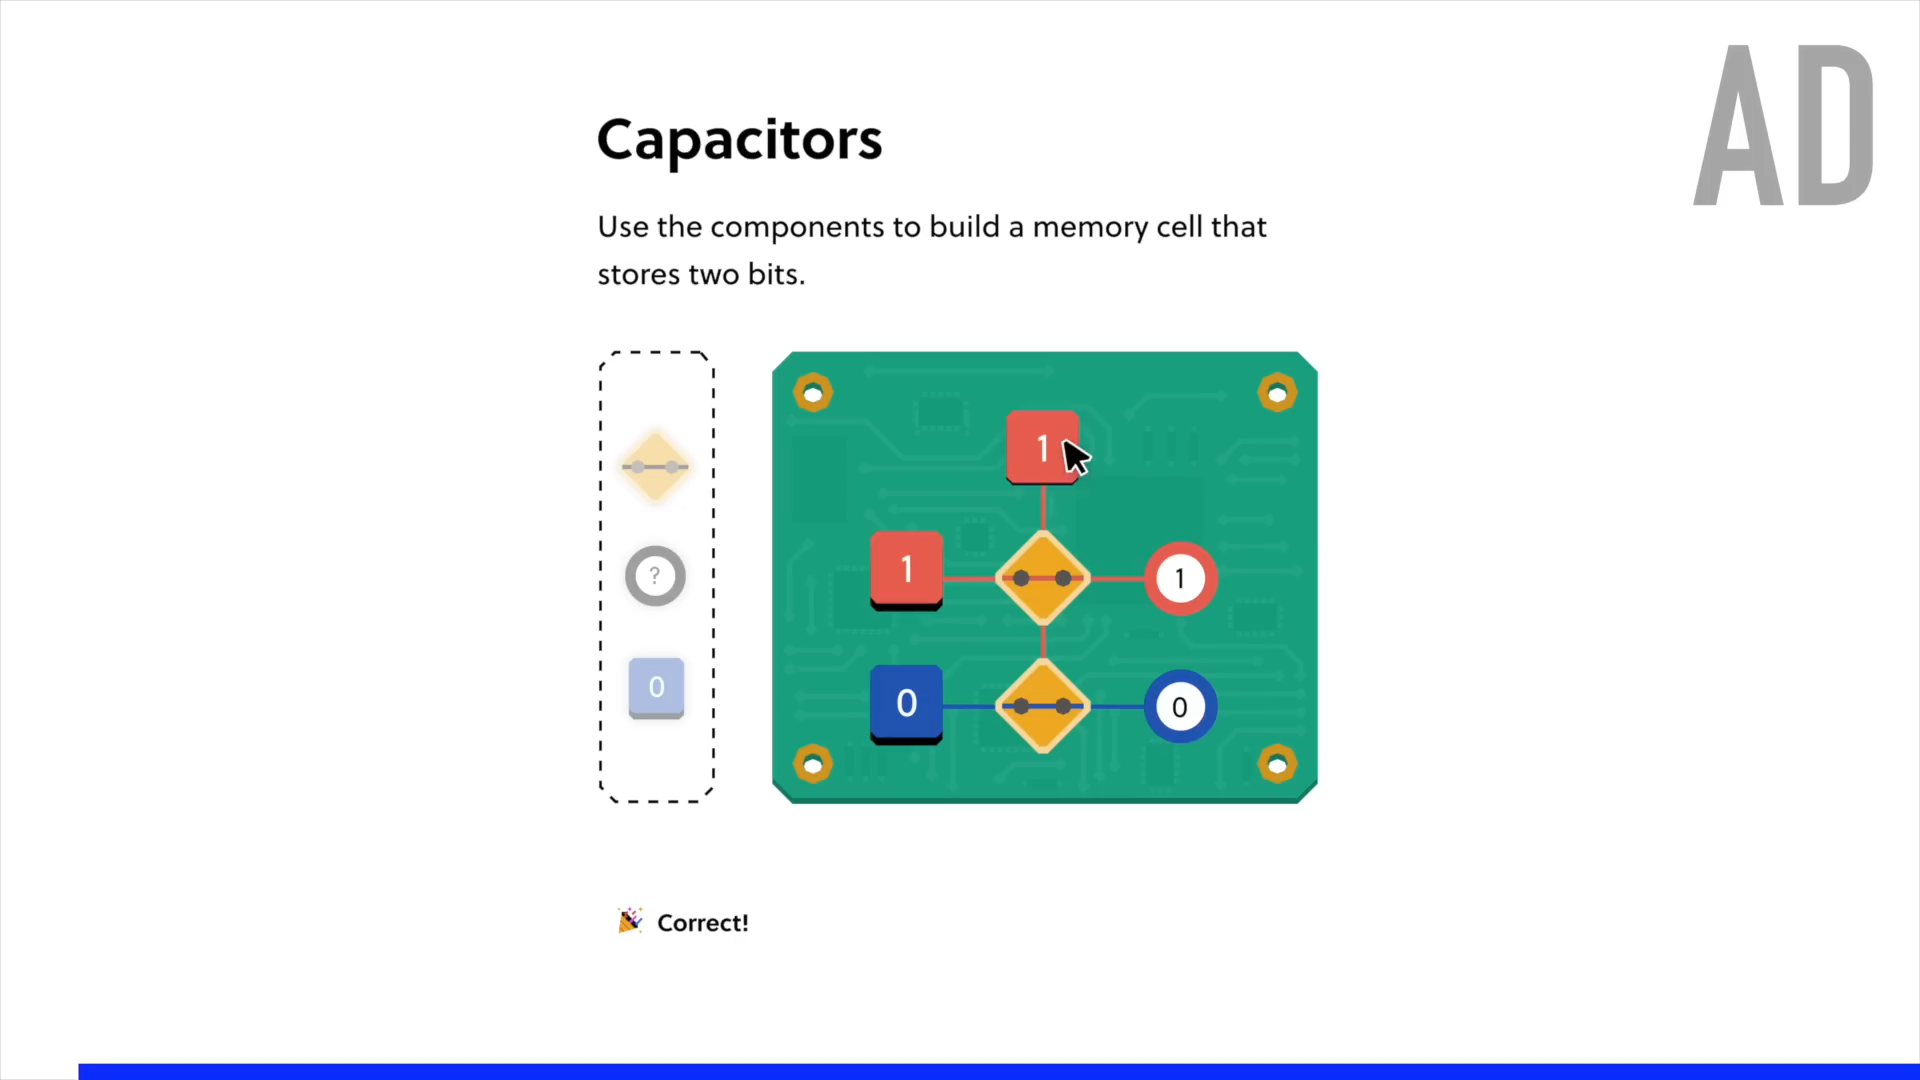 AD
Capacitors
Use the components to build a memory cell that
stores two bits.
1
?
1
1
0
0
0
Correct!